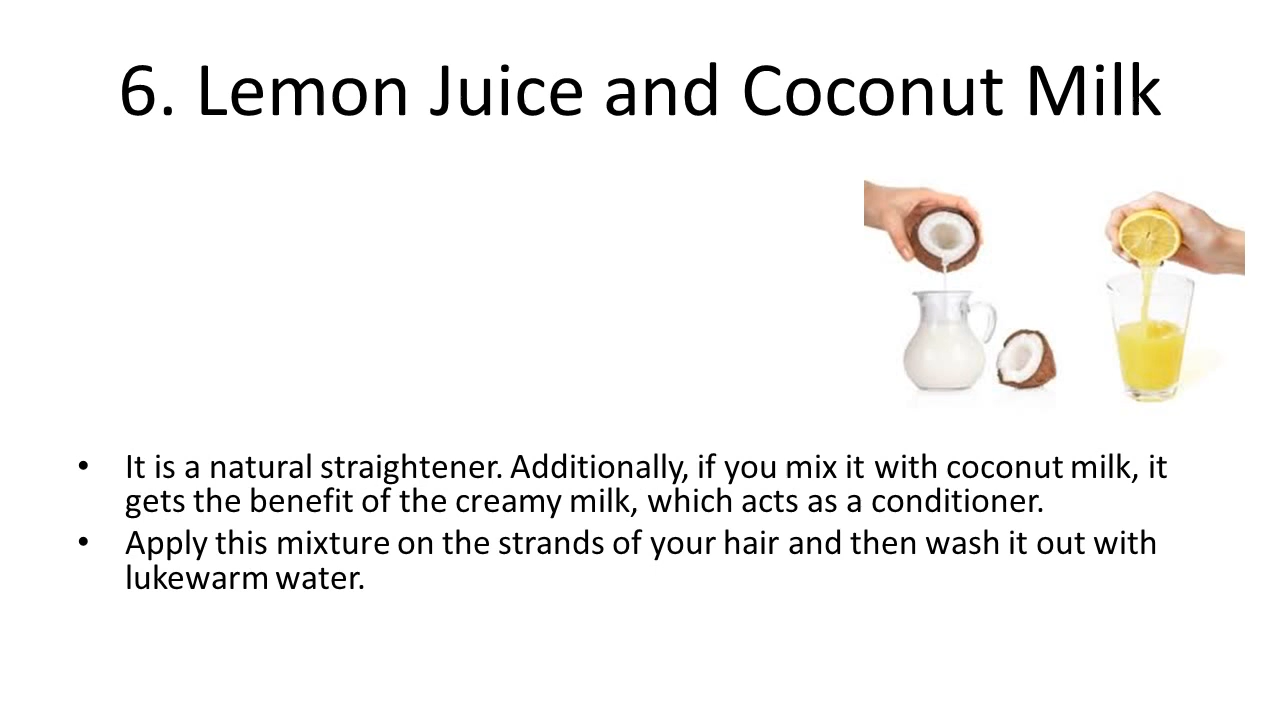 6. Lemon Juice and Coconut Milk
• It is a natural straightener. Additionally, if you mix it with coconut milk, it
gets the benefit of the creamy milk, which acts as a conditioner.
• Apply this mixture on the strands of your hair and then wash it out with
lukewarm water.